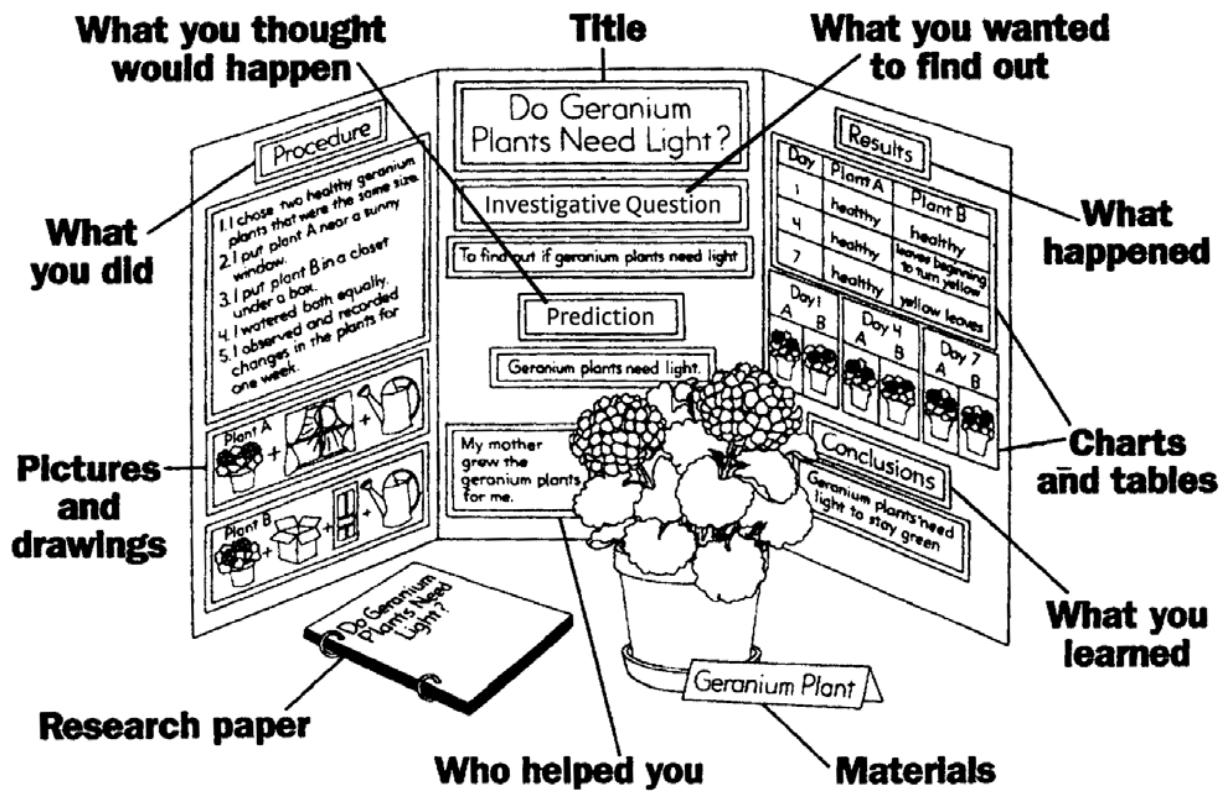 What you thought
would happen
Title
What you wanted
to find out
Procedure
1. I chose two healthy geranium
plants that were the same size.
2. I put plant A near a sunny
window.
3. I put plant B in a closet
under a box.
4. I watered both equally.
5. I observed and recorded
changes in the plants for
one week.
What
you did
Plant A
+
+
Plant B
+
+
+
Pictures
and
drawings
Do Geranium
Plants Need Light?
Investigative Question
To find out if geranium plants need light
Prediction
Geranium plants need light.
My mother
grew the
geranium plants
for me.
Results
Day Plant A Plant B
1 healthy healthy
4 healthy leaves beginning
to turn yellow
7 healthy yellow leaves
Day 1
A B
Day 4
A B
Day 7
A B
What
happened
Charts
and tables
Conclusions
Geranium plants need
light to stay green
What you
learned
Do Geranium
Plants Need
Light?
Geranium Plant
Research paper
Who helped you
Materials